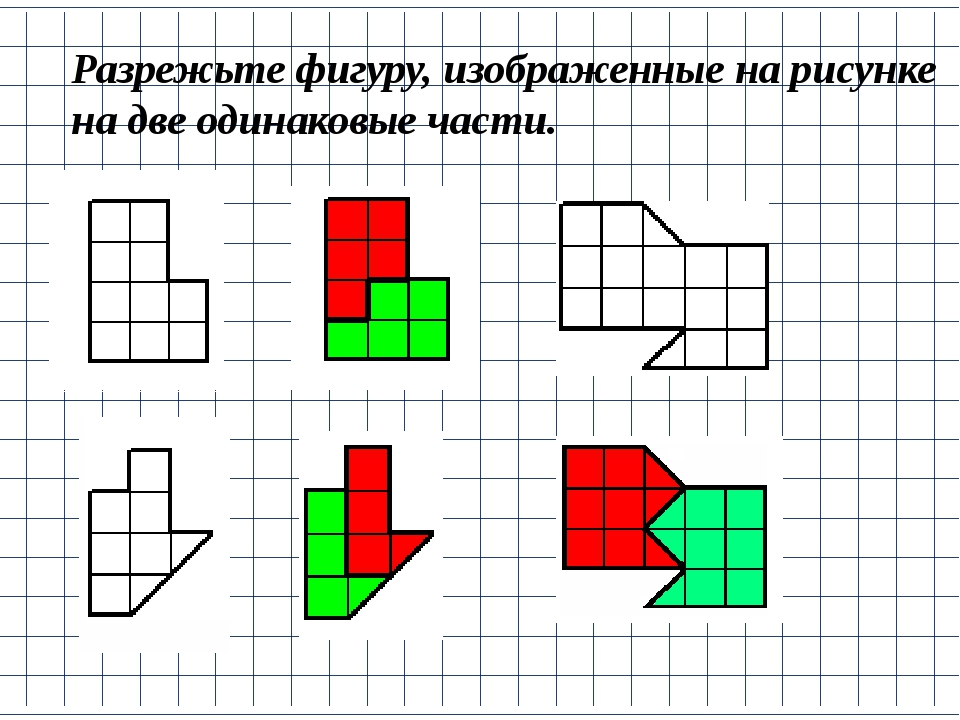 Разрежьте фигуру, изображенные на рисунке
на две одинаковые части.